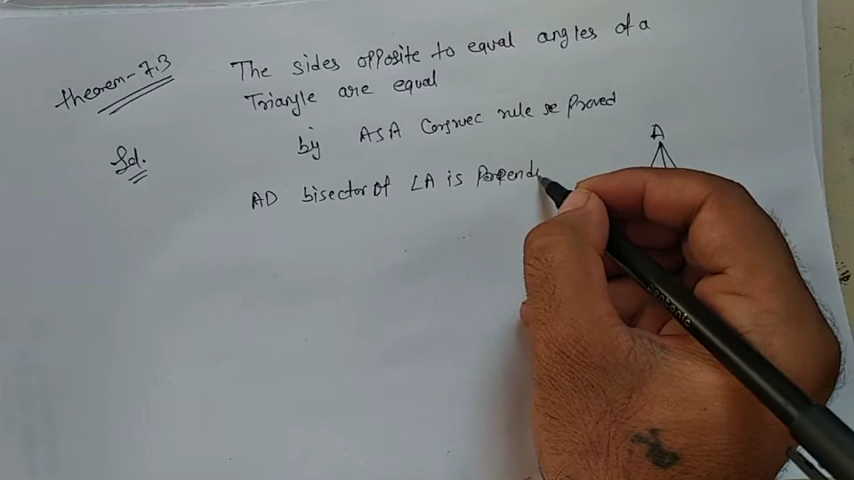 Theorem-7.3
The sides opposite to equal angles of a
Triangle are equal
by ASA rule se Proved
Sol.
A
AD bisector of ∠A is Perpend